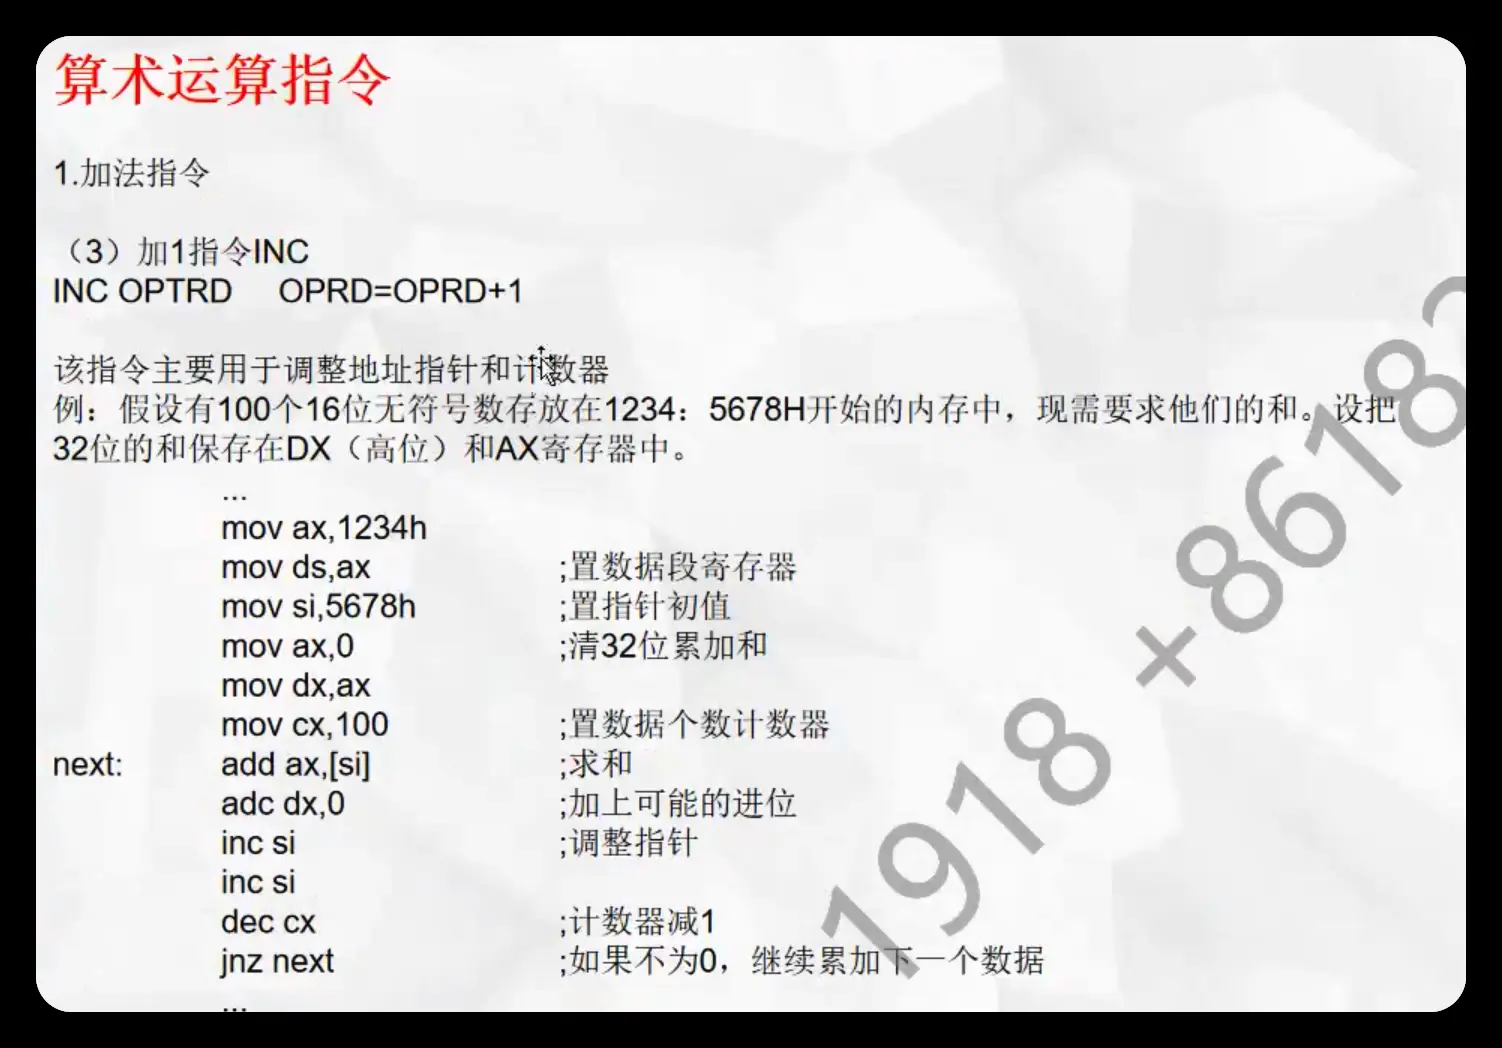 算术运算指令
1.加法指令
（3）加1指令INC
INC OPTRD OPRD=OPRD+1
该指令主要用于调整地址指针和计数器
例：假设有100个16位无符号数存放在1234：5678H开始的内存中，现需要求他们的和。设把
32位的和保存在DX（高位）和AX寄存器中。
...
mov ax,1234h
mov ds,ax ;置数据段寄存器
mov si,5678h ;置指针初值
mov ax,0 ;清32位累加和
mov dx,ax
mov cx,100 ;置数据个数计数器
next: add ax,[si] ;求和
adc dx,0 ;加上可能的进位
inc si ;调整指针
inc si
dec cx ;计数器减1
jnz next ;如果不为0，继续累加下一个数据
...
1918 +86183